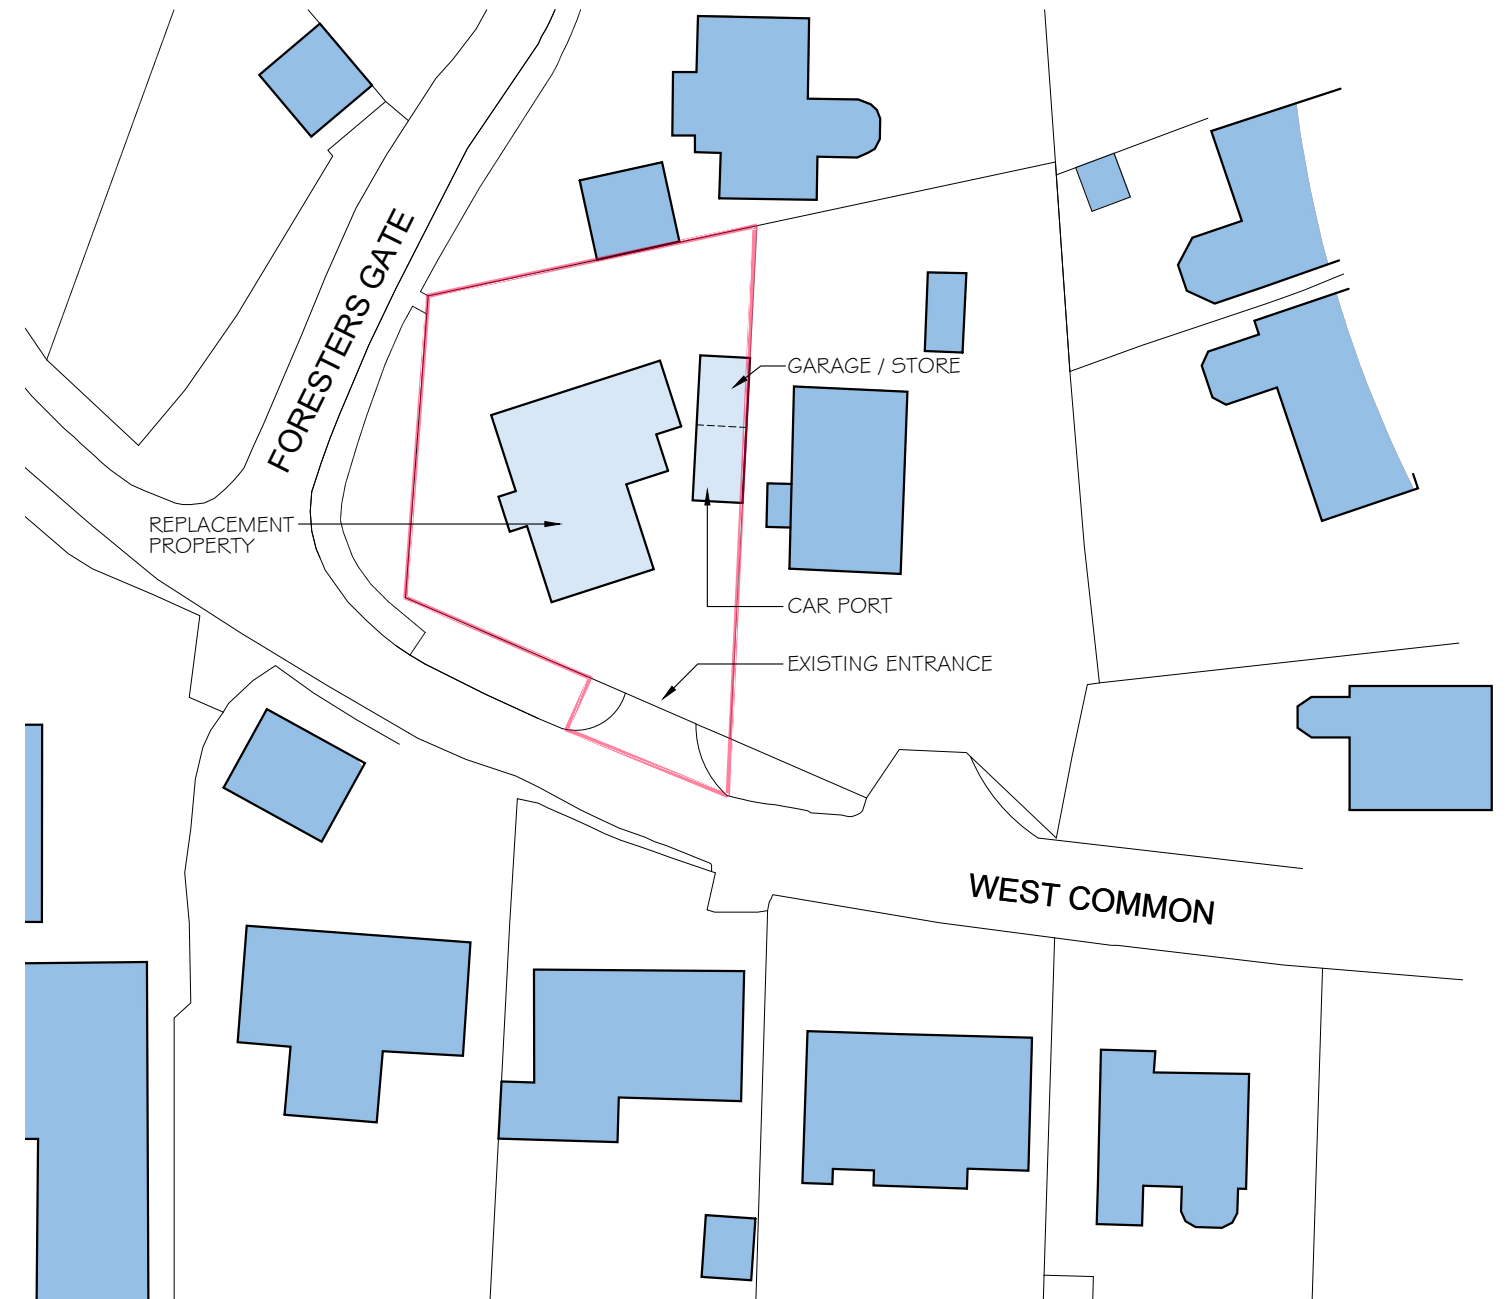 FORESTERS GATE
GARAGE / STORE
REPLACEMENT
PROPERTY
CAR PORT
EXISTING ENTRANCE
WEST COMMON